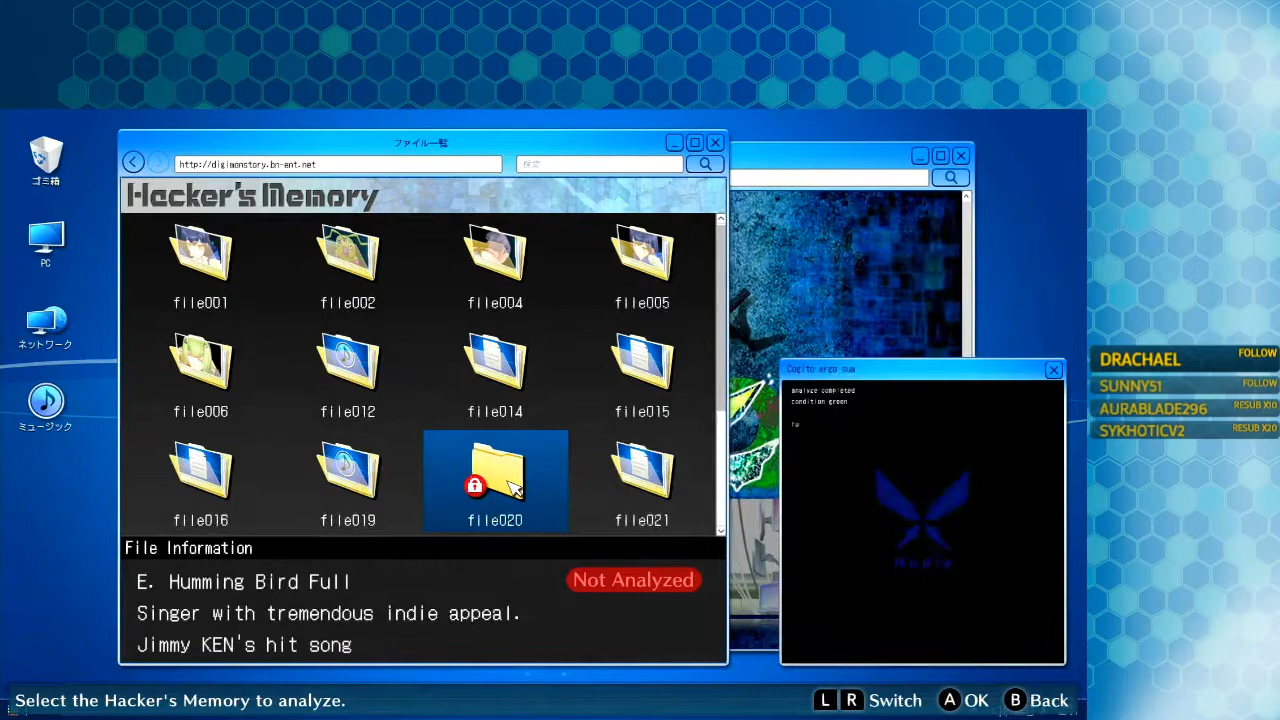 ファイル一覧
http://digimonstory.bn-ent.net
検索
Hacker's Memory
ゴミ箱
PC
ネットワーク
ミュージック
file001
file002
file004
file005
file006
file012
file014
file015
file016
file019
file020
file021
File Information
E. Humming Bird Full
Not Analyzed
Singer with tremendous indie appeal.
Jimmy KEN's hit song
Cogito ergo sum
analyze completed
condition green
DRACHAEL FOLLOW
SUNNY51 FOLLOW
AURABLADE296 RESUB X10
SYKHOTICV2 RESUB X20
Select the Hacker's Memory to analyze.
L R Switch A OK B Back